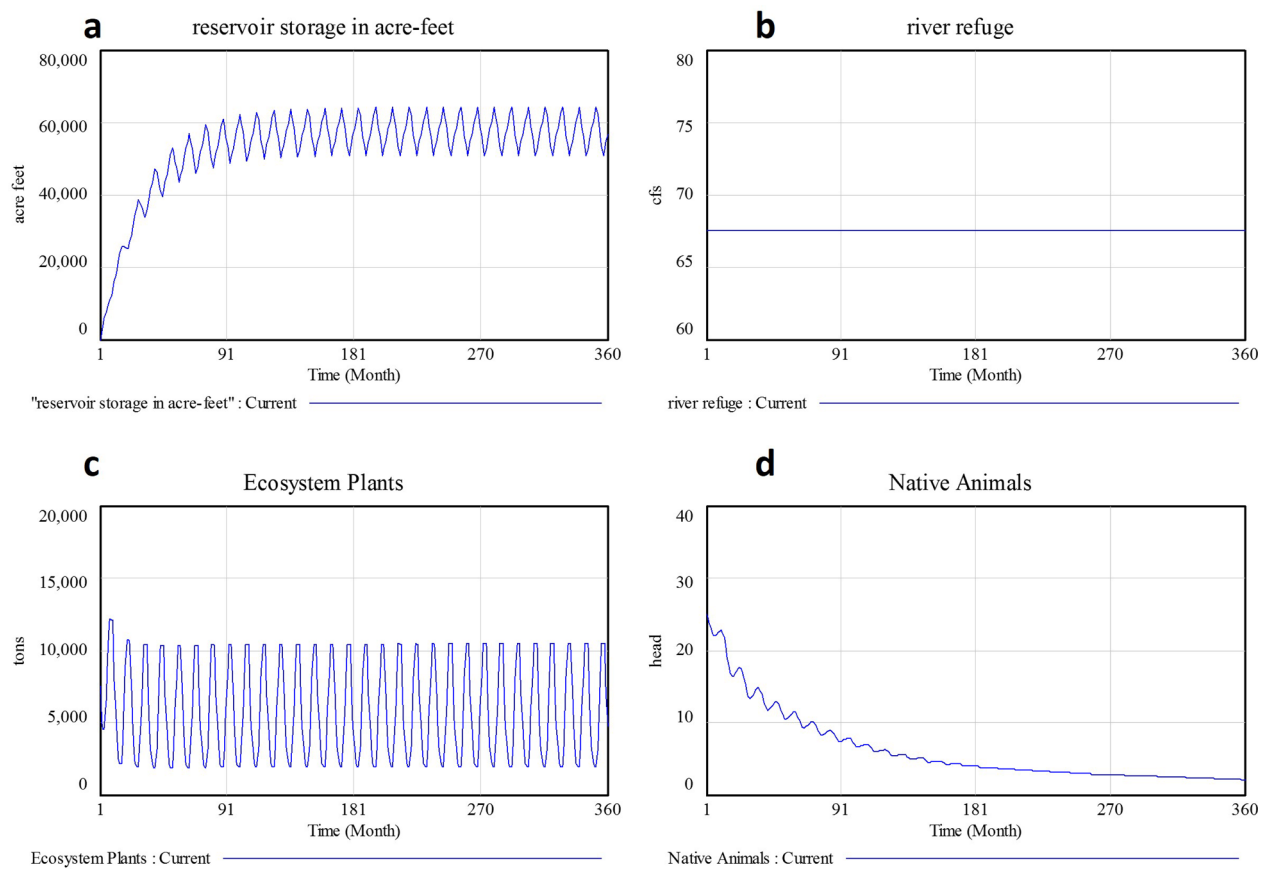 a
reservoir storage in acre-feet
80,000
60,000
40,000
20,000
0
acre feet
1 91 181 270 360
Time (Month)
"reservoir storage in acre-feet" : Current
b
river refuge
80
75
70
65
60
cfs
1 91 181 270 360
Time (Month)
river refuge : Current
c
Ecosystem Plants
20,000
15,000
10,000
5,000
0
tons
1 91 181 270 360
Time (Month)
Ecosystem Plants : Current
d
Native Animals
40
30
20
10
0
head
1 91 181 270 360
Time (Month)
Native Animals : Current